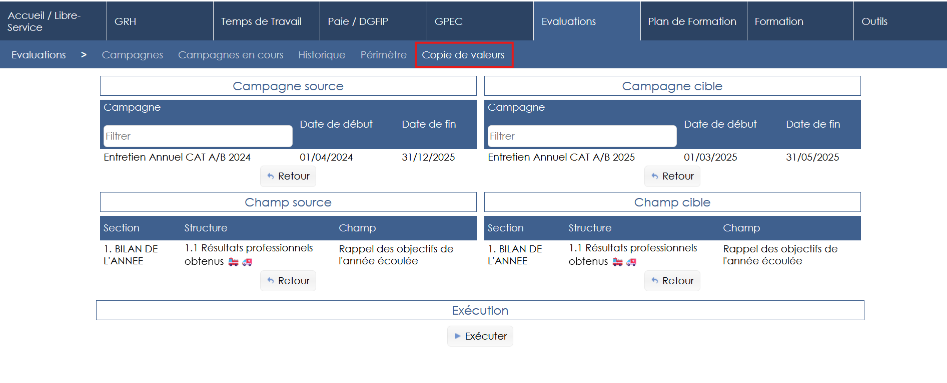 Accueil / Libre-Service GRH Temps de Travail Paie / DGFIP GPEC Evaluations Plan de Formation Formation Outils
Evaluations > Campagnes Campagnes en cours Historique Périmètre Copie de valeurs
Campagne source Campagne cible
Campagne Campagne
Date de début Date de fin Date de début Date de fin
Filtrer Filtrer
Entretien Annuel CAT A/B 2024 01/04/2024 31/12/2025 Entretien Annuel CAT A/B 2025 01/03/2025 31/05/2025
Retour Retour
Champ source Champ cible
Section Structure Champ Section Structure Champ
1. BILAN DE 1.1 Résultats professionnels Rappel des objectifs de 1. BILAN DE 1.1 Résultats professionnels Rappel des objectifs de
L'ANNEE obtenus l'année écoulée L'ANNEE obtenus l'année écoulée
Retour Retour
Exécution
Exécuter